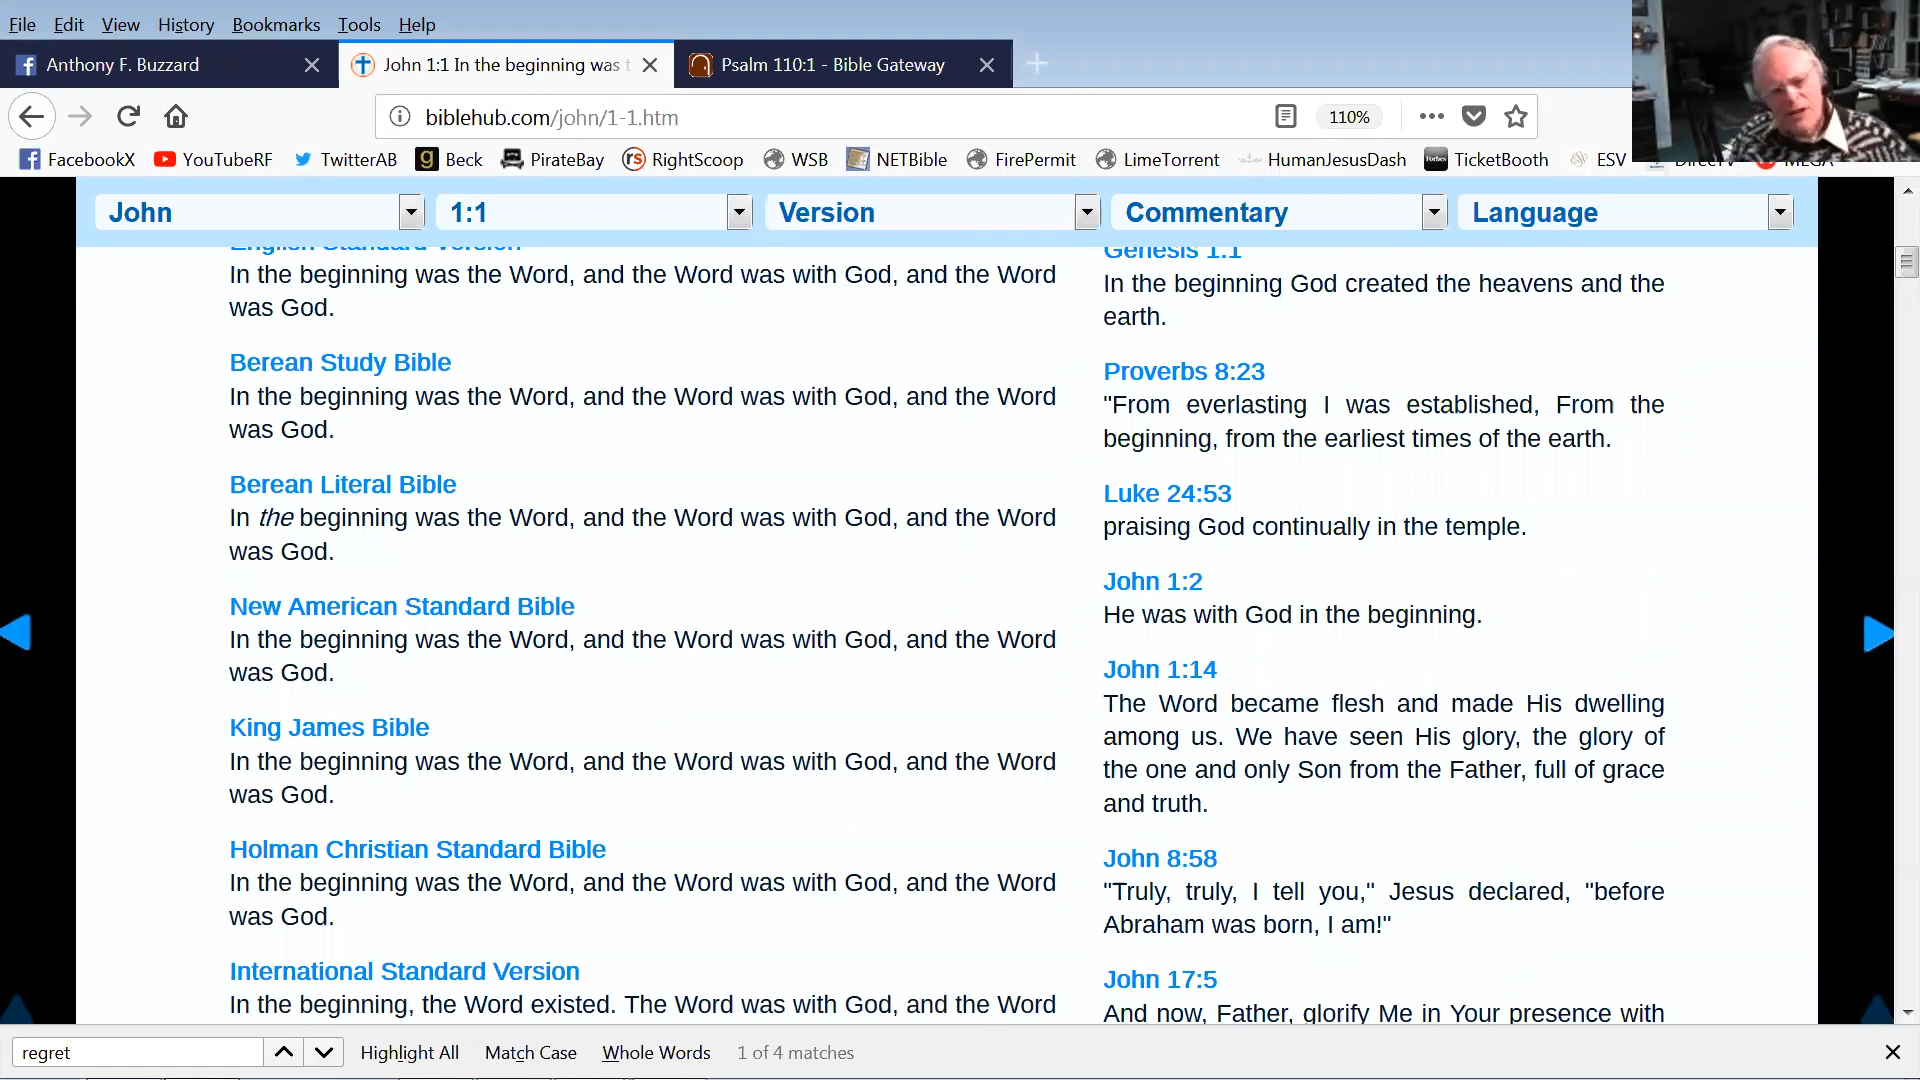 File Edit View History Bookmarks Tools Help
Anthony F. Buzzard
John 1:1 In the beginning was t
Psalm 110:1 - Bible Gateway
biblehub.com/john/1-1.htm
110%
FacebookX YouTubeRF TwitterAB Beck PirateBay RightScoop WSB NETBible FirePermit LimeTorrent HumanJesusDash TicketBooth ESV
John 1:1 Version Commentary Language
English Standard Version
In the beginning was the Word, and the Word was with God, and the Word
was God.
Berean Study Bible
In the beginning was the Word, and the Word was with God, and the Word
was God.
Berean Literal Bible
In the beginning was the Word, and the Word was with God, and the Word
was God.
New American Standard Bible
In the beginning was the Word, and the Word was with God, and the Word
was God.
King James Bible
In the beginning was the Word, and the Word was with God, and the Word
was God.
Holman Christian Standard Bible
In the beginning was the Word, and the Word was with God, and the Word
was God.
International Standard Version
In the beginning, the Word existed. The Word was with God, and the Word
Genesis 1:1
In the beginning God created the heavens and the
earth.
Proverbs 8:23
"From everlasting I was established, From the
beginning, from the earliest times of the earth.
Luke 24:53
praising God continually in the temple.
John 1:2
He was with God in the beginning.
John 1:14
The Word became flesh and made His dwelling
among us. We have seen His glory, the glory of
the one and only Son from the Father, full of grace
and truth.
John 8:58
"Truly, truly, I tell you," Jesus declared, "before
Abraham was born, I am!"
John 17:5
And now, Father, glorify Me in Your presence with
regret
Highlight All Match Case Whole Words 1 of 4 matches